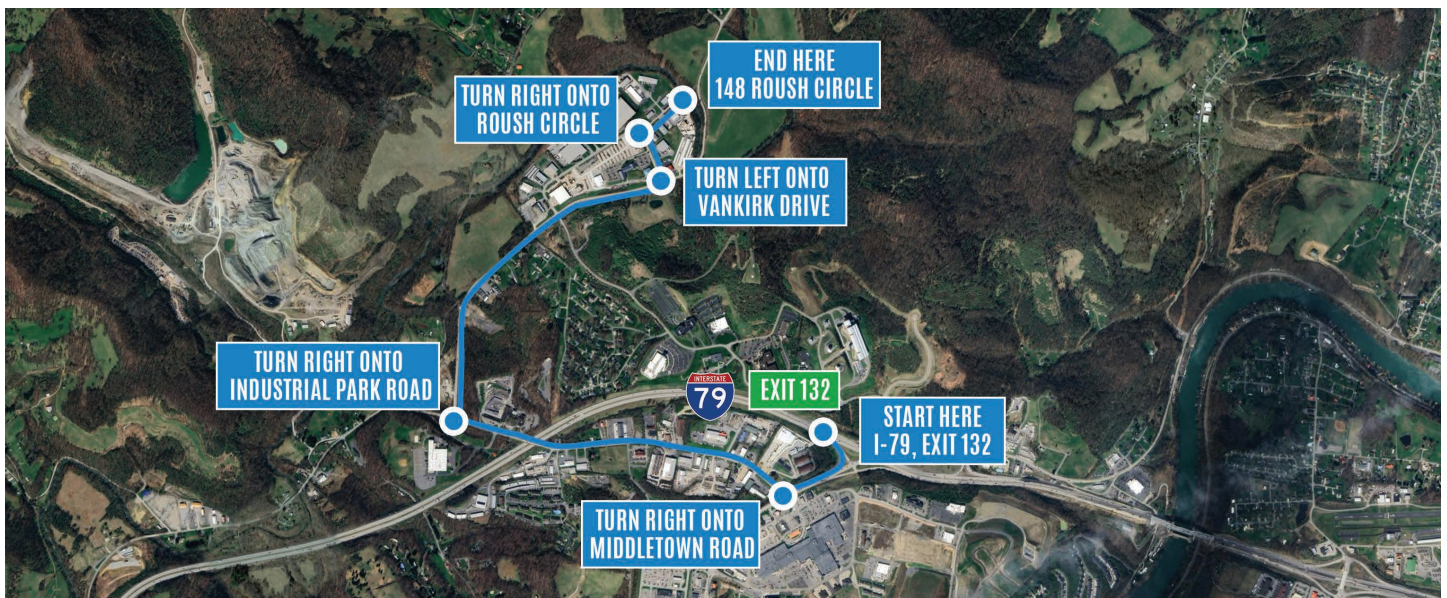 END HERE
148 ROUSH CIRCLE
TURN RIGHT ONTO
ROUSH CIRCLE
TURN LEFT ONTO
VANKIRK DRIVE
TURN RIGHT ONTO
INDUSTRIAL PARK ROAD
INTERSTATE
79
EXIT 132
START HERE
I-79, EXIT 132
TURN RIGHT ONTO
MIDDLETOWN ROAD